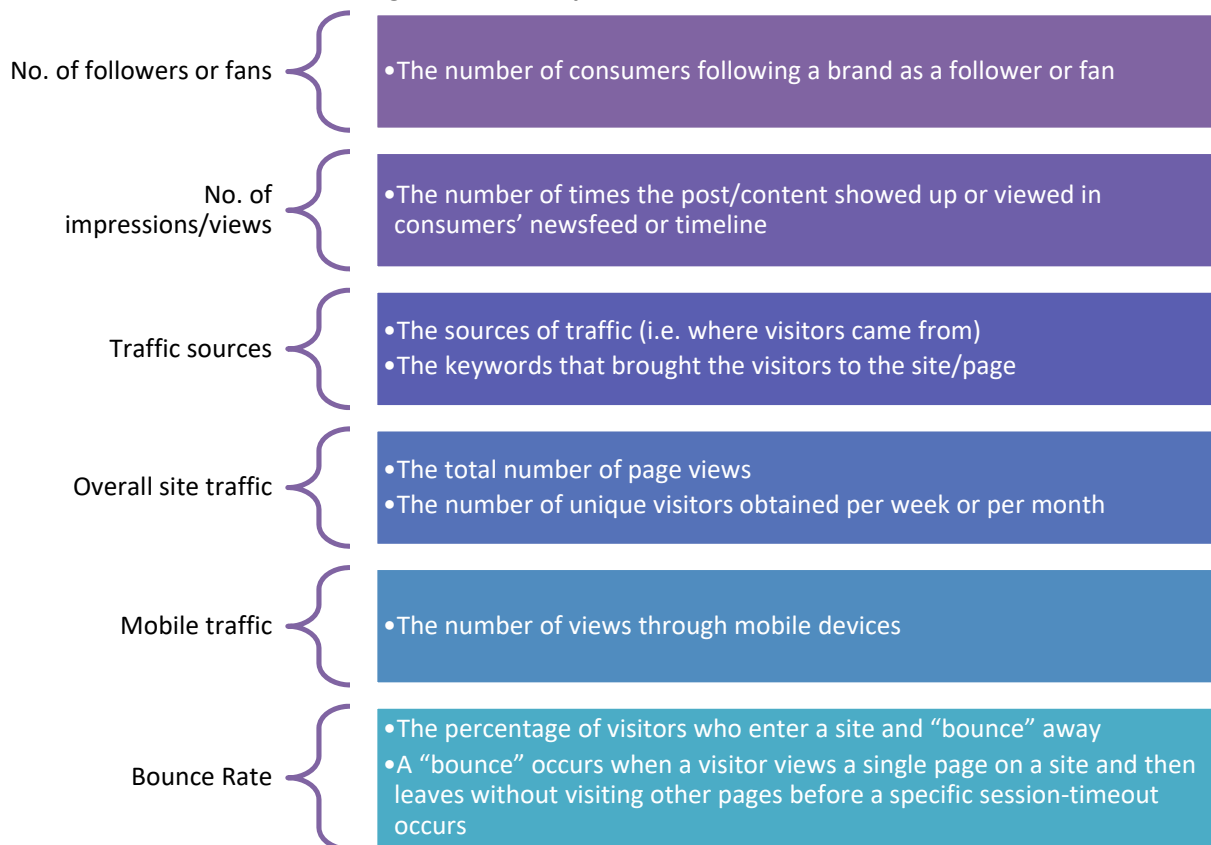 No. of followers or fans
•The number of consumers following a brand as a follower or fan
No. of
impressions/views
•The number of times the post/content showed up or viewed in
consumers’ newsfeed or timeline
Traffic sources
•The sources of traffic (i.e. where visitors came from)
•The keywords that brought the visitors to the site/page
Overall site traffic
•The total number of page views
•The number of unique visitors obtained per week or per month
Mobile traffic
•The number of views through mobile devices
Bounce Rate
•The percentage of visitors who enter a site and “bounce” away
•A “bounce” occurs when a visitor views a single page on a site and then
leaves without visiting other pages before a specific session-timeout
occurs